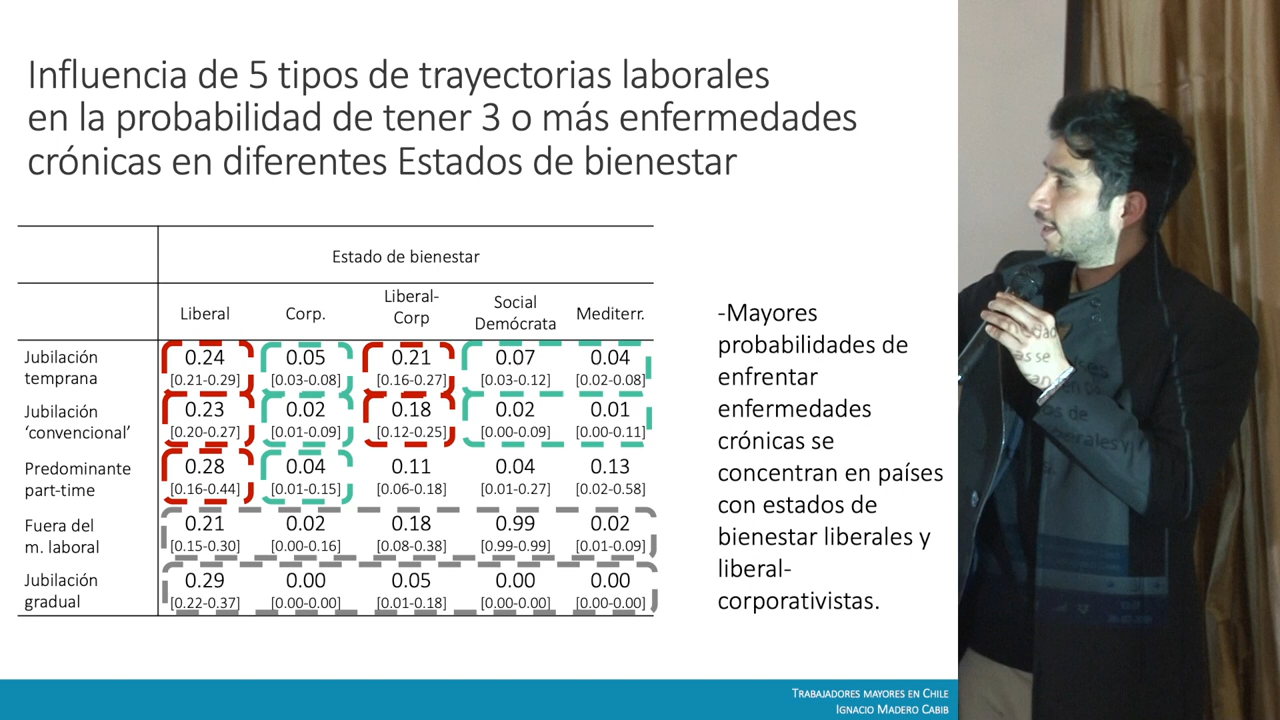 Influencia de 5 tipos de trayectorias laborales
en la probabilidad de tener 3 o más enfermedades
crónicas en diferentes Estados de bienestar
Estado de bienestar
Liberal Corp. Liberal-
Corp Social
Demócrata Mediterr.
Jubilación
temprana 0.24 0.05 0.21 0.07 0.04
[0.21-0.29] [0.03-0.08] [0.16-0.27] [0.03-0.12] [0.02-0.08]
Jubilación
‘convencional’ 0.23 0.02 0.18 0.02 0.01
[0.20-0.27] [0.01-0.09] [0.12-0.25] [0.00-0.09] [0.00-0.11]
Predominante
part-time 0.28 0.04 0.11 0.04 0.13
[0.16-0.44] [0.01-0.15] [0.06-0.18] [0.01-0.27] [0.02-0.58]
Fuera del
m. laboral 0.21 0.02 0.18 0.99 0.02
[0.15-0.30] [0.00-0.16] [0.08-0.38] [0.99-0.99] [0.01-0.09]
Jubilación
gradual 0.29 0.00 0.05 0.00 0.00
[0.22-0.37] [0.00-0.00] [0.01-0.18] [0.00-0.00] [0.00-0.00]
-Mayores
probabilidades de
enfrentar
enfermedades
crónicas se
concentran en países
con estados de
bienestar liberales y
liberal-
corporativistas.
Trabajadores mayores en Chile
Ignacio Madero Cabib